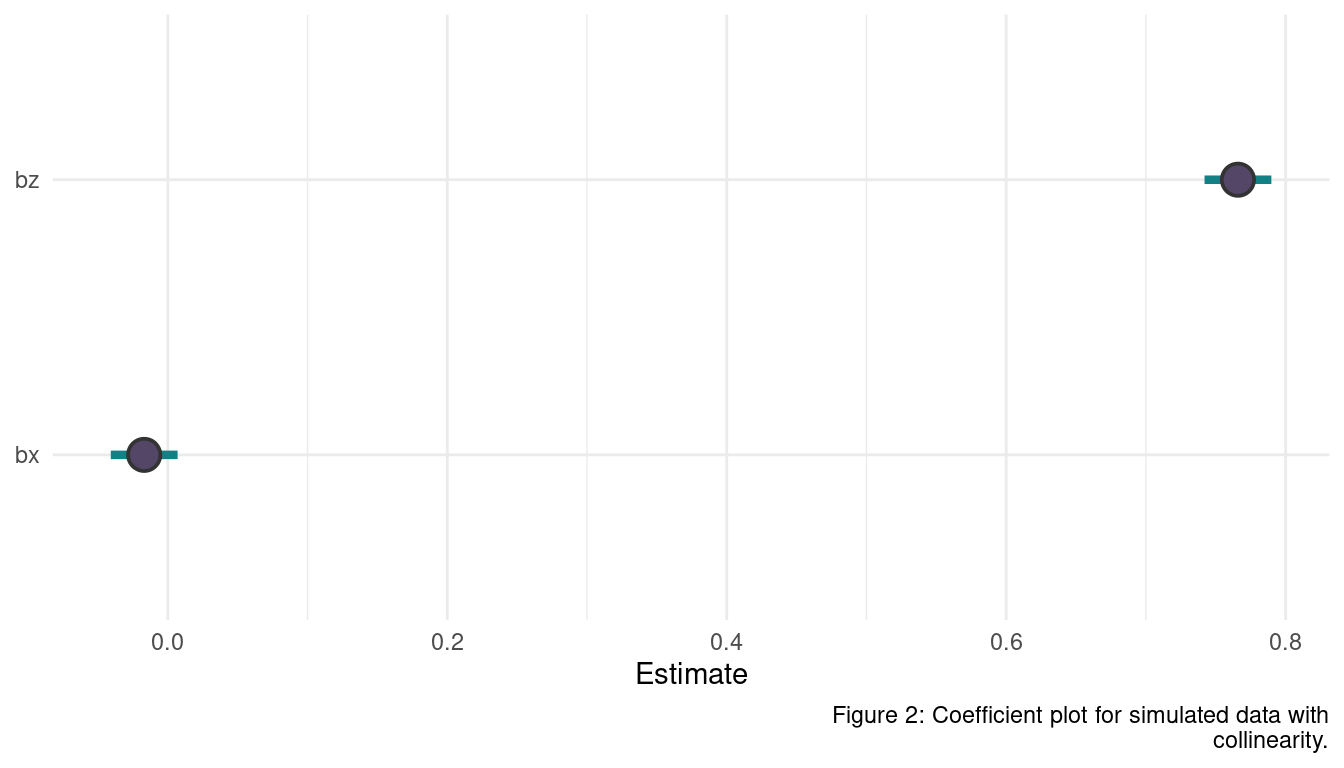 bz
bx
0.0 0.2 0.4 0.6 0.8
Estimate
Figure 2: Coefficient plot for simulated data with
collinearity.